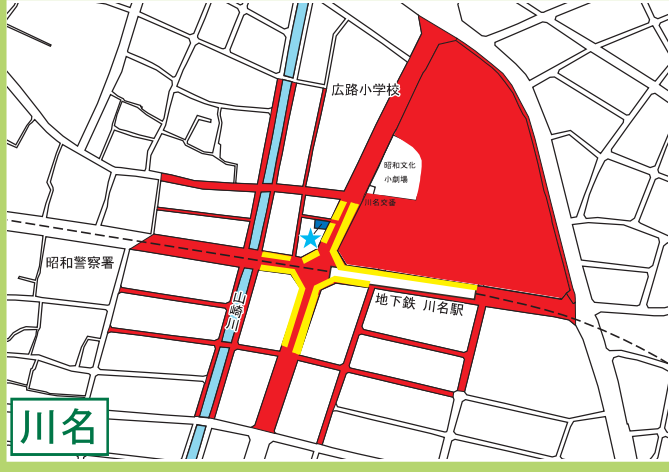 広路小学校
昭和文化
小劇場
川名交番
昭和警察署
山崎川
地下鉄 川名駅
川名